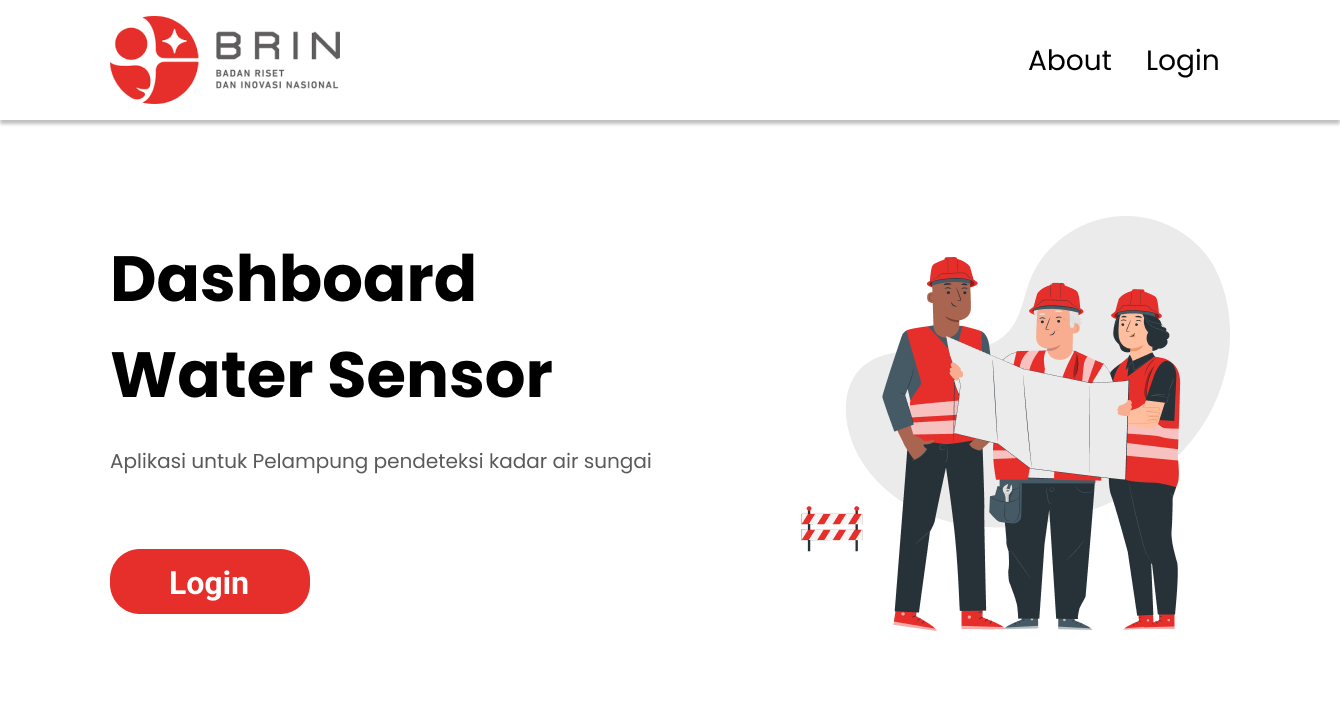 BRIN
BADAN RISET
DAN INOVASI NASIONAL
About
Login
Dashboard
Water Sensor
Aplikasi untuk Pelampung pendeteksi kadar air sungai
Login